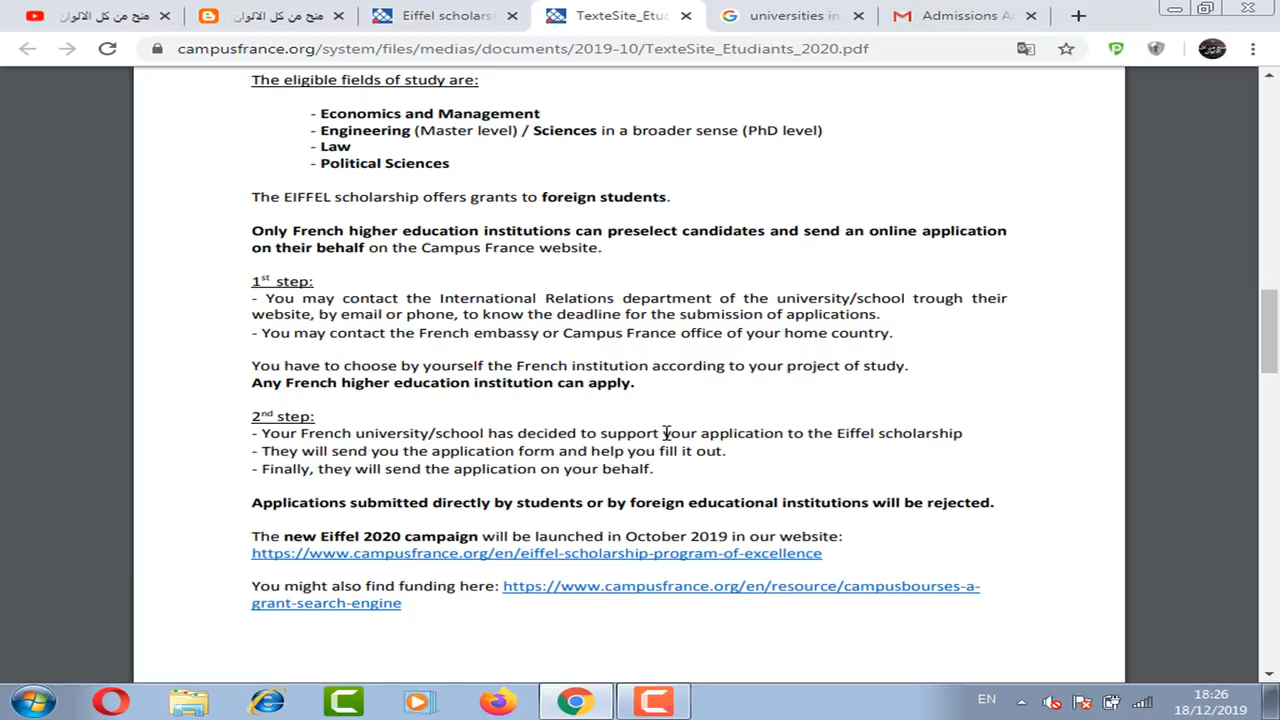 منح من كل الالوان
منح من كل الالوان
Eiffel scholars
TexteSite_Etu
universities in
Admissions A
campusfrance.org/system/files/medias/documents/2019-10/TexteSite_Etudiants_2020.pdf
The eligible fields of study are:
- Economics and Management
- Engineering (Master level) / Sciences in a broader sense (PhD level)
- Law
- Political Sciences
The EIFFEL scholarship offers grants to foreign students.
Only French higher education institutions can preselect candidates and send an online application
on their behalf on the Campus France website.
1st step:
- You may contact the International Relations department of the university/school trough their
website, by email or phone, to know the deadline for the submission of applications.
- You may contact the French embassy or Campus France office of your home country.
You have to choose by yourself the French institution according to your project of study.
Any French higher education institution can apply.
2nd step:
- Your French university/school has decided to support your application to the Eiffel scholarship
- They will send you the application form and help you fill it out.
- Finally, they will send the application on your behalf.
Applications submitted directly by students or by foreign educational institutions will be rejected.
The new Eiffel 2020 campaign will be launched in October 2019 in our website:
https://www.campusfrance.org/en/eiffel-scholarship-program-of-excellence
You might also find funding here: https://www.campusfrance.org/en/resource/campusbourses-a-
grant-search-engine
EN
18:26
18/12/2019